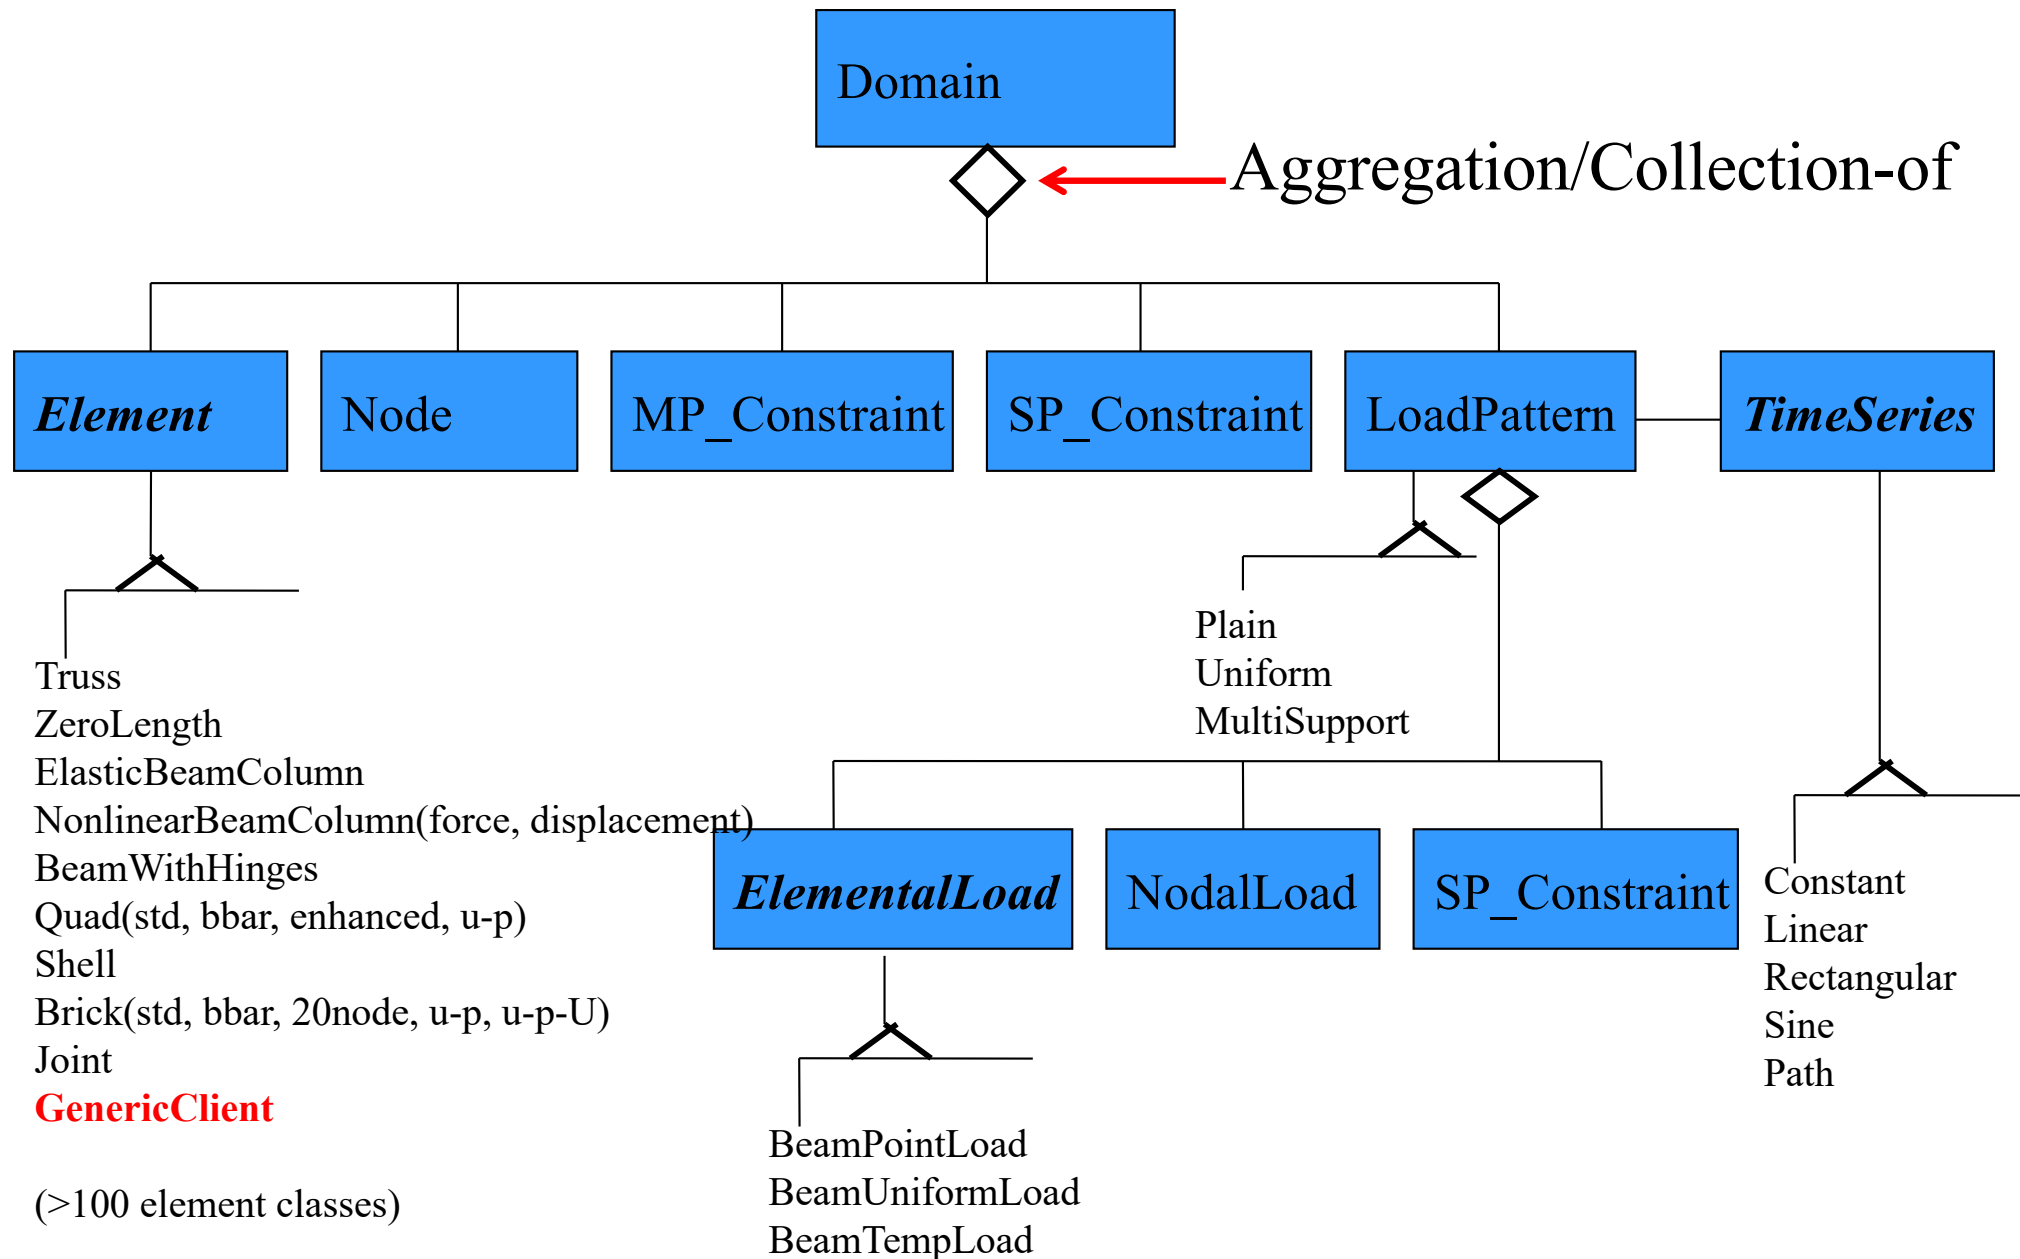 Domain
Aggregation/Collection-of
Element
Node
MP_Constraint
SP_Constraint
LoadPattern
TimeSeries
Truss
ZeroLength
ElasticBeamColumn
NonlinearBeamColumn(force, displacement)
BeamWithHinges
Quad(std, bbar, enhanced, u-p)
Shell
Brick(std, bbar, 20node, u-p, u-p-U)
Joint
GenericClient
(>100 element classes)
Plain
Uniform
MultiSupport
ElementalLoad
NodalLoad
SP_Constraint
BeamPointLoad
BeamUniformLoad
BeamTempLoad
Constant
Linear
Rectangular
Sine
Path